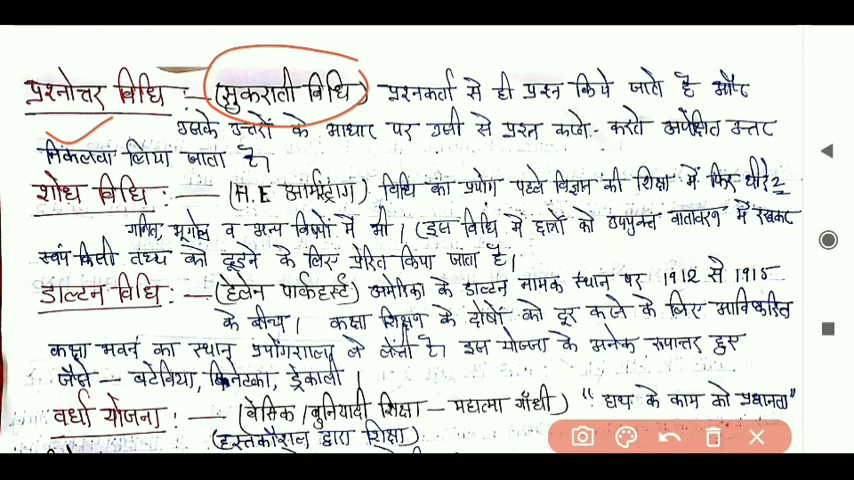 प्रश्नोत्तर विधि :— (सुकराती विधि) प्रश्नकर्ता से ही प्रश्न किये जाते है और
उसके उत्तरों के आधार पर उसी से प्रश्न करते-करते अपेक्षित उत्तर
निकलवा लिया जाता है।
शोध विधि :— (H.E आर्मस्ट्रांग) विधि का प्रयोग पहले विज्ञान की शिक्षा में फिर धीरे 2
गणित, भूगोल व अन्य विषयों में भी। (इस विधि में छात्रों को उपयुक्त वातावरण में रखकर
स्वयं किसी तथ्य को ढूढने के लिए प्रेरित किया जाता है।
डाल्टन विधि :— (हेलेन पार्कहर्स्ट) अमेरिका के डाल्टन नामक स्थान पर 1912 से 1915
के बीच। कक्षा शिक्षण के दोषों को दूर करने के लिए आविष्करित
कक्षा भवन का स्थान प्रयोगशाला ले लेती है। इस योजना के अनेक रूपान्तर हुए
जैसे — बटेविया, विनेटका, ड्रेकाली।
वर्धा योजना :— (बेसिक/बुनियादी शिक्षा – महात्मा गाँधी) "हाथ के काम को प्रधानता"
(हस्तकौशल द्वारा शिक्षा)